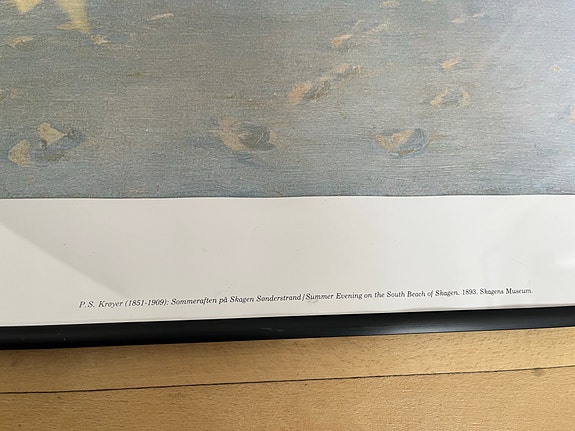 P. S. Krøyer (1851-1909): Sommeraften på Skagen Sønderstrand/Summer Evening on the South Beach of Skagen. 1893. Skagens Museum.